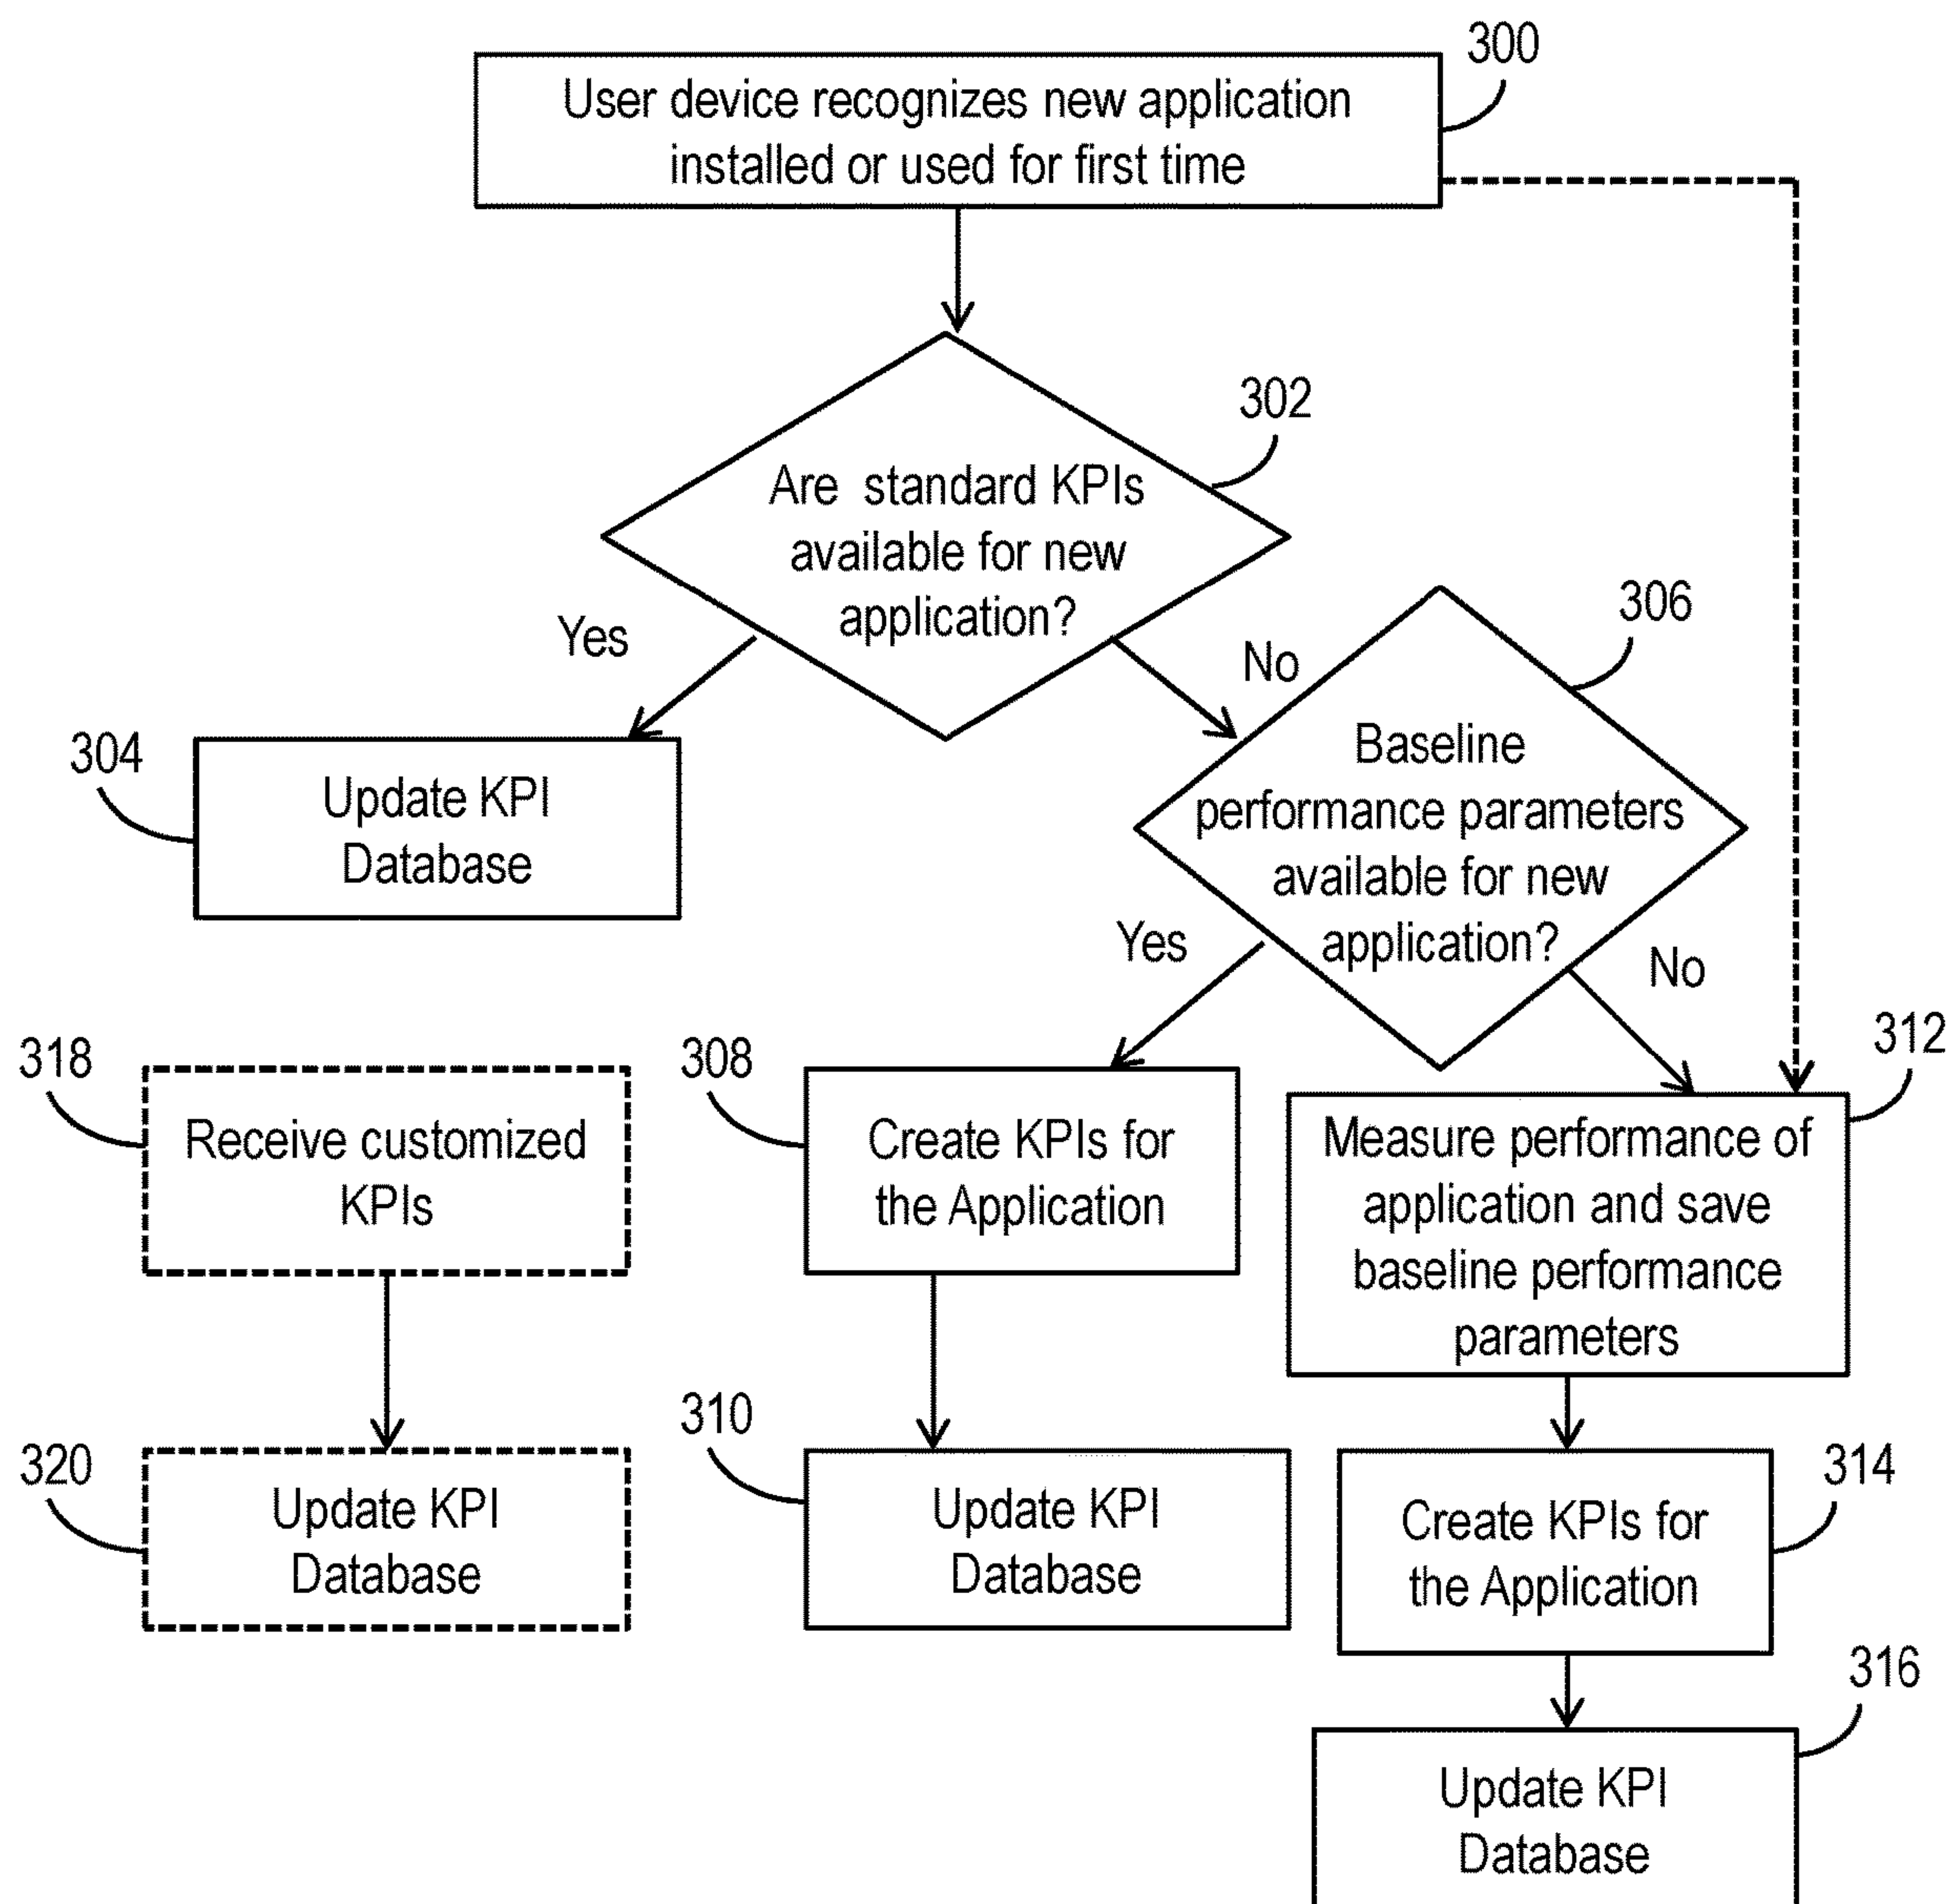 300
User device recognizes new application
installed or used for first time
302
Are standard KPIs
available for new
application?
Yes
No
306
304
Update KPI
Database
Baseline
performance parameters
available for new
application?
Yes
No
318
Receive customized
KPIs
308
Create KPIs for
the Application
312
Measure performance of
application and save
baseline performance
parameters
320
Update KPI
Database
310
Update KPI
Database
314
Create KPIs for
the Application
316
Update KPI
Database